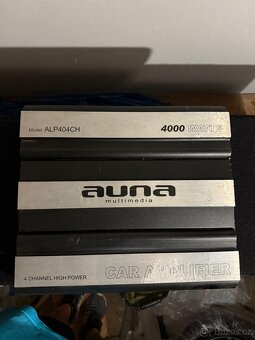 Model: ALP404CH
4000 WATTS
auna
multimedia
4 CHANNEL HIGH POWER
CAR AMPLIFIER